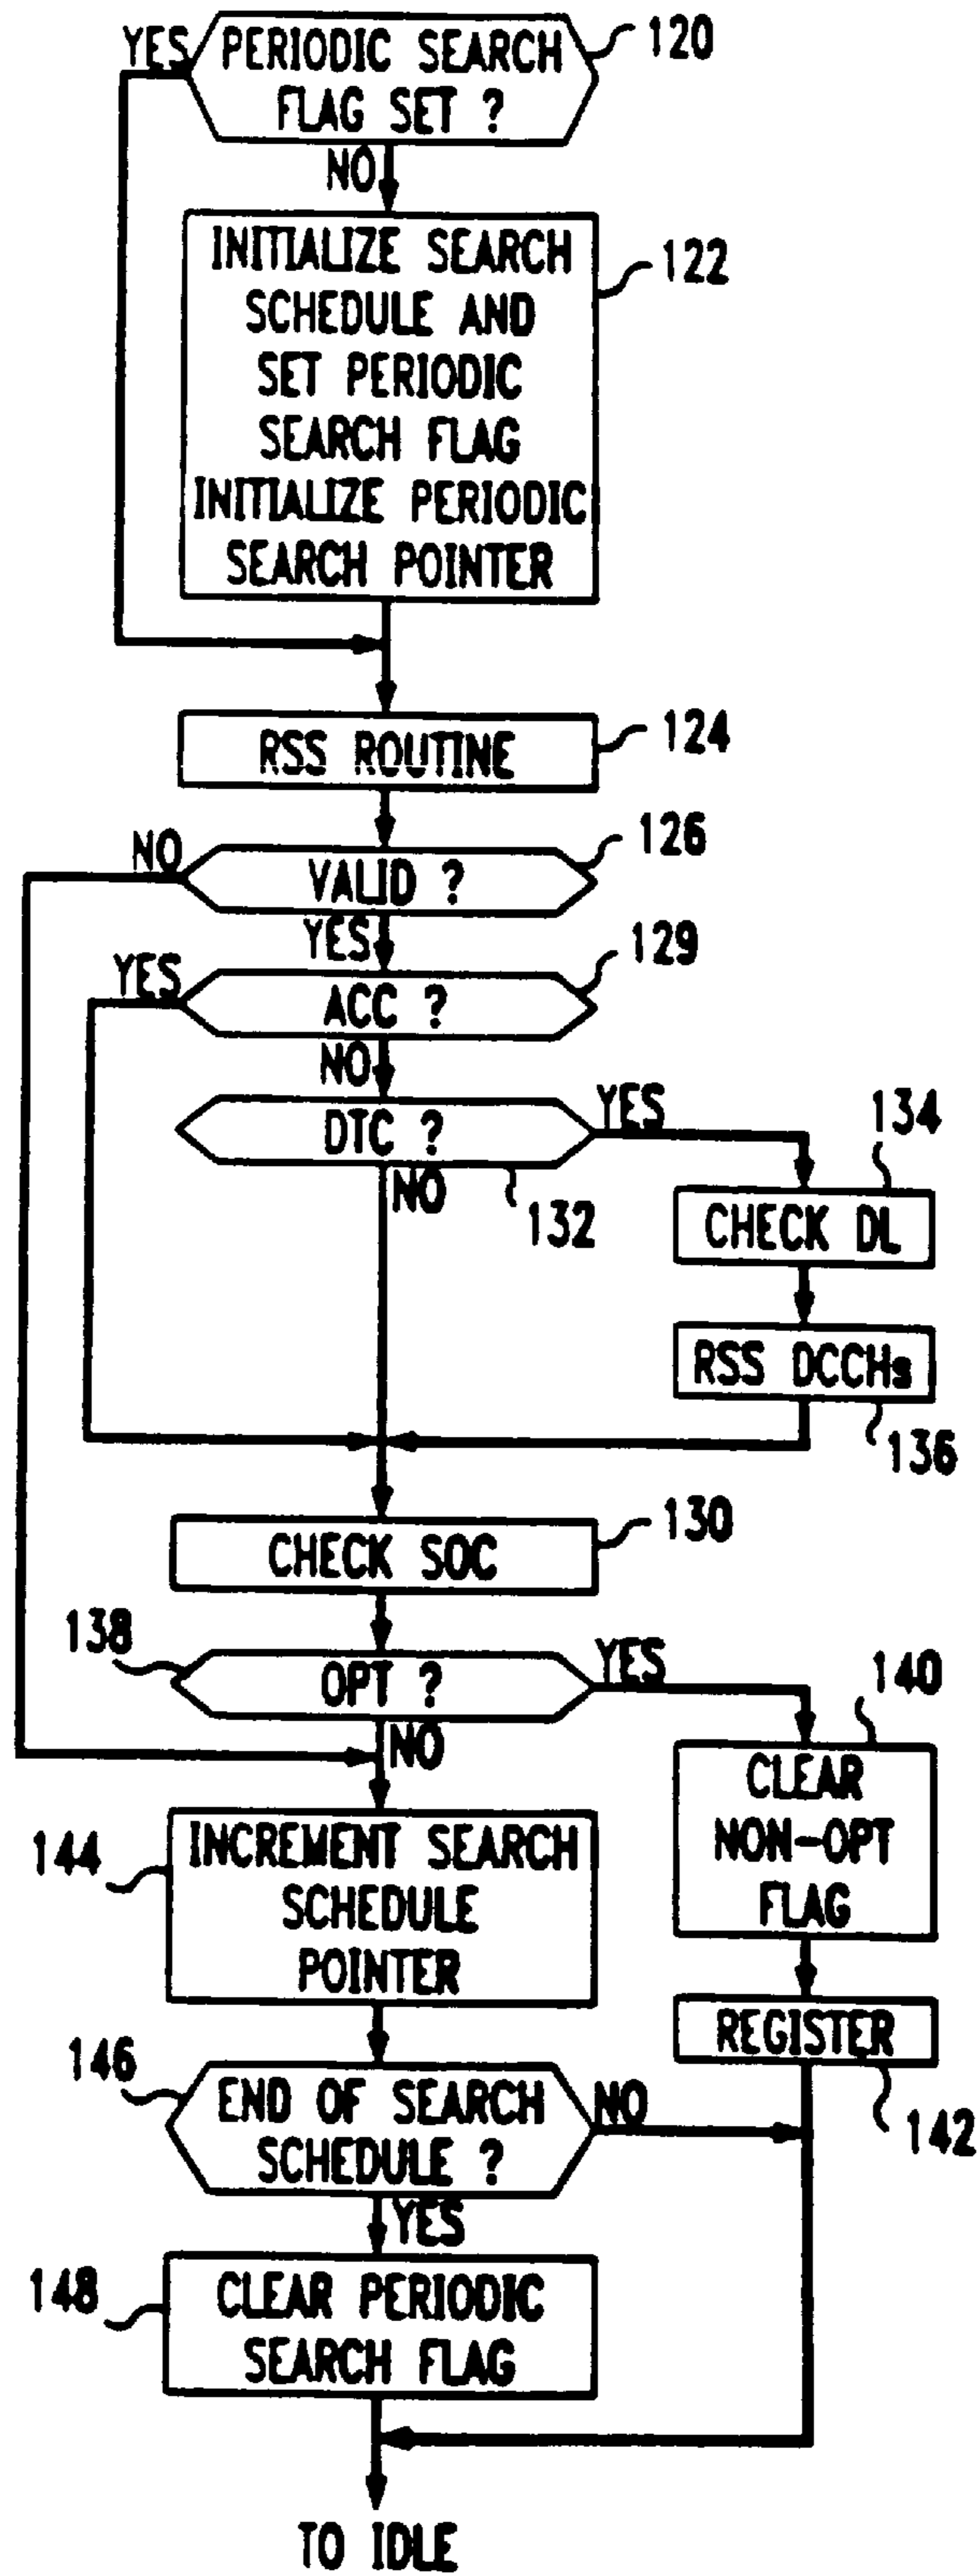 YES
PERIODIC SEARCH
FLAG SET ?
120
NO
INITIALIZE SEARCH
SCHEDULE AND
SET PERIODIC
SEARCH FLAG
INITIALIZE PERIODIC
SEARCH POINTER
122
RSS ROUTINE
124
NO
VALID ?
126
YES
YES
ACC ?
129
NO
DTC ?
YES
NO
132
134
CHECK DL
RSS DCCHs
136
CHECK SOC
130
138
OPT ?
YES
NO
140
CLEAR
NON-OPT
FLAG
144
INCREMENT SEARCH
SCHEDULE
POINTER
REGISTER
142
146
END OF SEARCH
SCHEDULE ?
NO
YES
148
CLEAR PERIODIC
SEARCH FLAG
TO IDLE